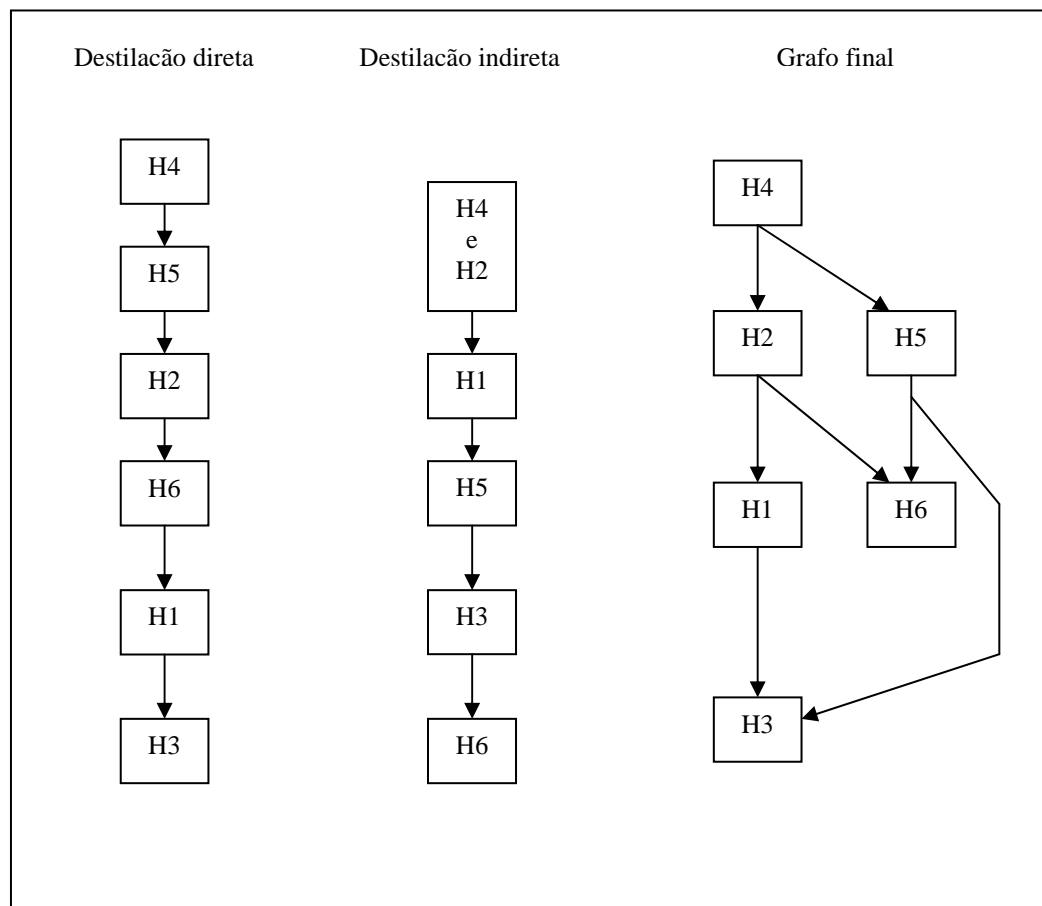 Destilacão direta
Destilacão indireta
Grafo final
H4
H5
H2
H6
H1
H3
H4
e
H2
H1
H5
H3
H6
H4
H2
H5
H1
H6
H3